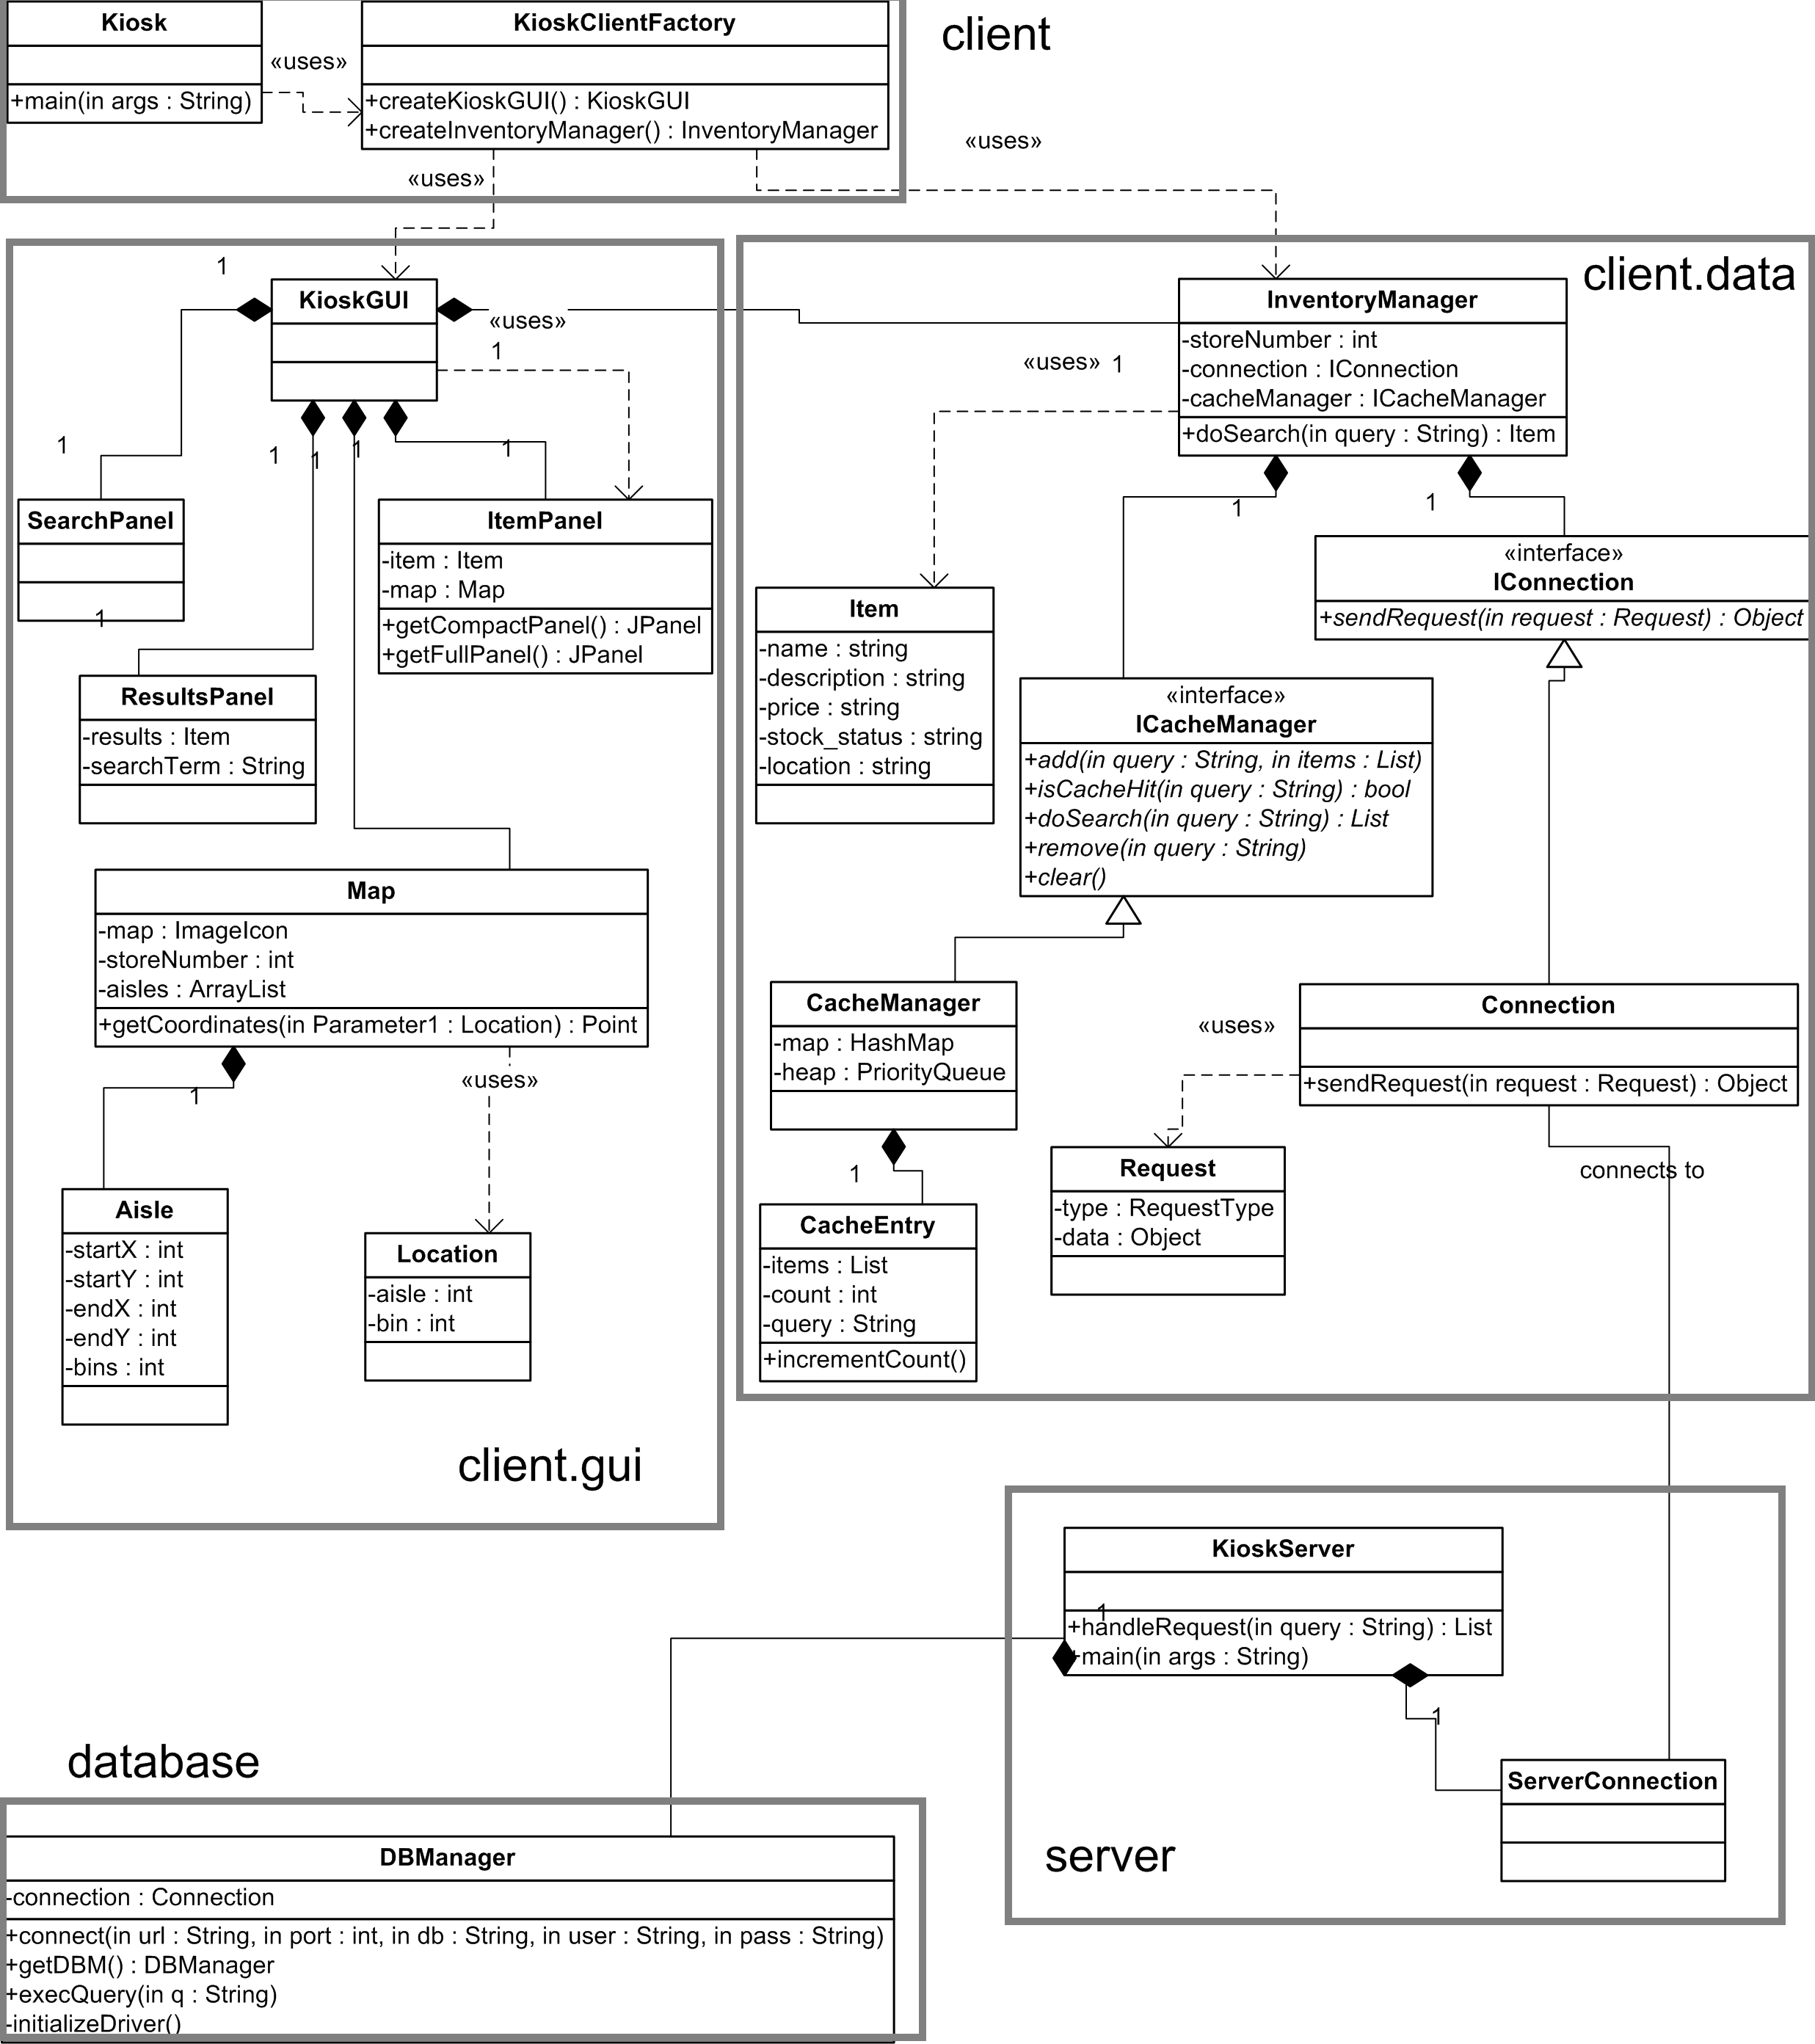 Kiosk
+main(in args : String)
«uses»
KioskClientFactory
+createKioskGUI() : KioskGUI
+createInventoryManager() : InventoryManager
client
«uses»
«uses»
1
KioskGUI
«uses»
1
1
1
1
1
1
SearchPanel
1
ItemPanel
-item : Item
-map : Map
+getCompactPanel() : JPanel
+getFullPanel() : JPanel
ResultsPanel
-results : Item
-searchTerm : String
Map
-map : ImageIcon
-storeNumber : int
-aisles : ArrayList
+getCoordinates(in Parameter1 : Location) : Point
1
«uses»
Aisle
-startX : int
-startY : int
-endX : int
-endY : int
-bins : int
Location
-aisle : int
-bin : int
client.gui
client.data
InventoryManager
-storeNumber : int
-connection : IConnection
-cacheManager : ICacheManager
+doSearch(in query : String) : Item
«uses»
1
1
1
«interface»
IConnection
+sendRequest(in request : Request) : Object
Item
-name : string
-description : string
-price : string
-stock_status : string
-location : string
«interface»
ICacheManager
+add(in query : String, in items : List)
+isCacheHit(in query : String) : bool
+doSearch(in query : String) : List
+remove(in query : String)
+clear()
CacheManager
-map : HashMap
-heap : PriorityQueue
1
CacheEntry
-items : List
-count : int
-query : String
+incrementCount()
Connection
+sendRequest(in request : Request) : Object
«uses»
Request
-type : RequestType
-data : Object
connects to
KioskServer
1
+handleRequest(in query : String) : List
+main(in args : String)
1
ServerConnection
server
database
DBManager
-connection : Connection
+connect(in url : String, in port : int, in db : String, in user : String, in pass : String)
+getDBM() : DBManager
+execQuery(in q : String)
-initializeDriver()